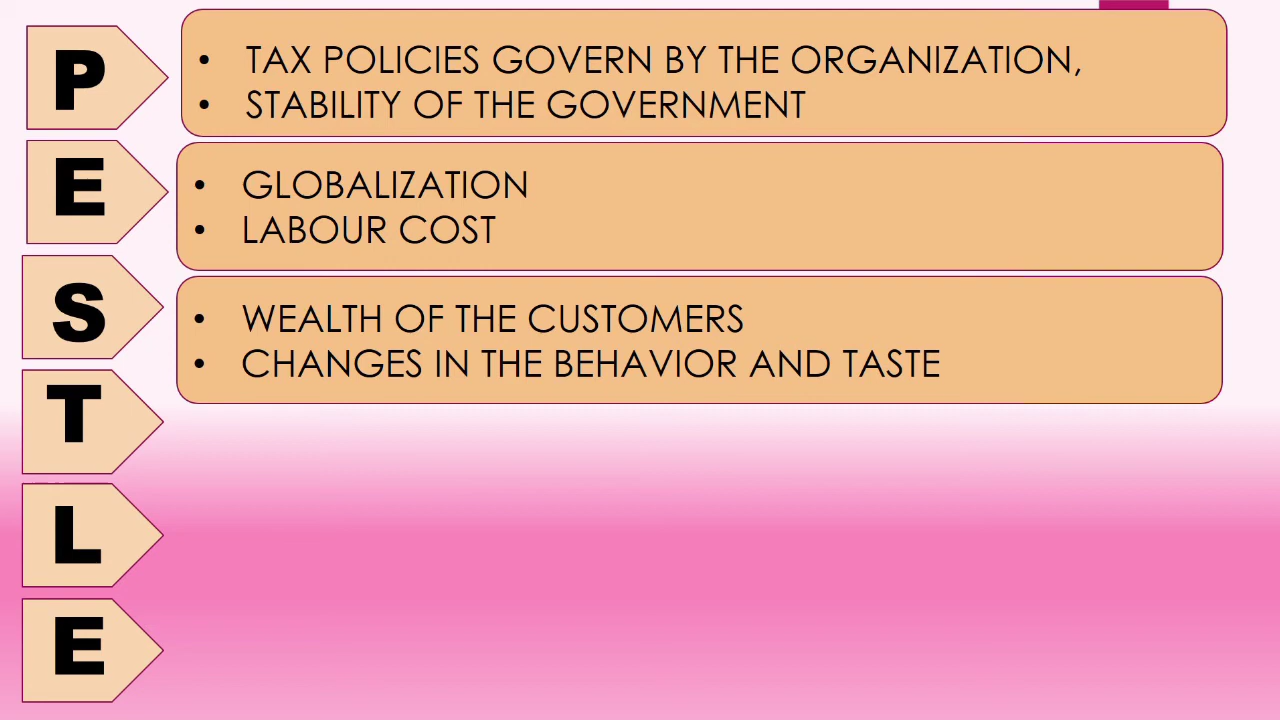 P
• TAX POLICIES GOVERN BY THE ORGANIZATION,
• STABILITY OF THE GOVERNMENT
E
• GLOBALIZATION
• LABOUR COST
S
• WEALTH OF THE CUSTOMERS
• CHANGES IN THE BEHAVIOR AND TASTE
T
L
E